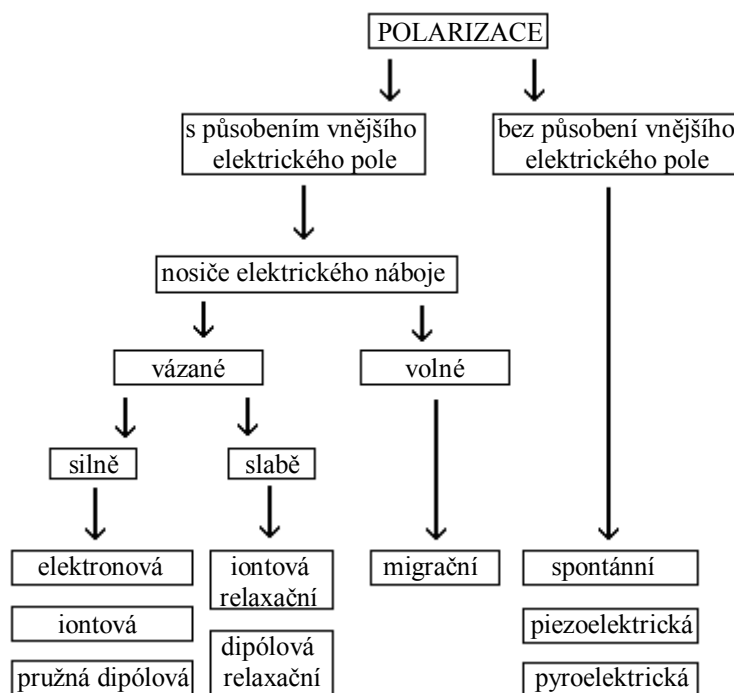 POLARIZACE
s působením vnějšího
elektrického pole
bez působení vnějšího
elektrického pole
nosiče elektrického náboje
vázané
volné
silně
slabě
elektronová
iontová
relaxační
migrační
spontánní
iontová
dipólová
relaxační
piezoelektrická
pružná dipólová
pyroelektrická